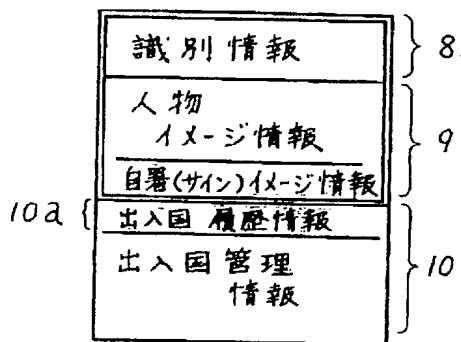 識別情報
8
人物
イメージ情報
9
自署(サイン)イメージ情報
10a
出入国 履歴情報
出入国管理
情報
10